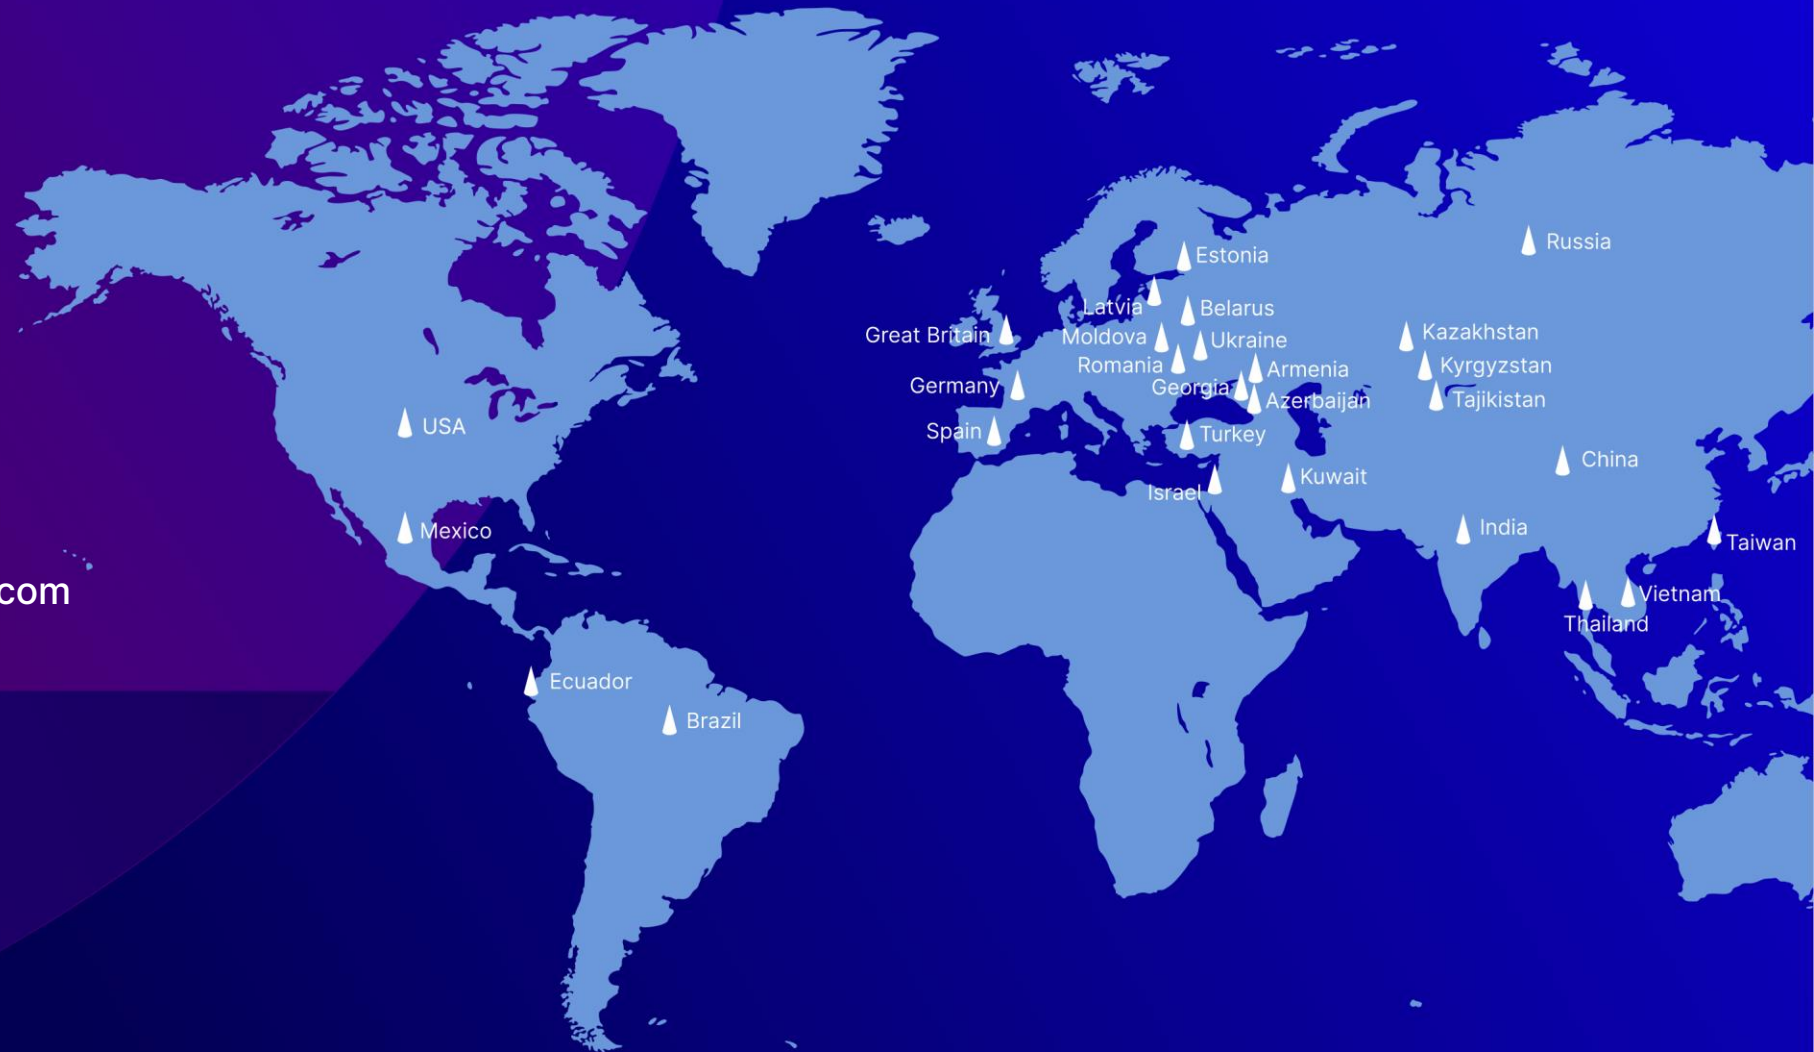 Russia
Estonia
Latvia
Belarus
Great Britain
Moldova
Ukraine
Kazakhstan
Romania
Armenia
Kyrgyzstan
Germany
Georgia
Azerbaijan
Tajikistan
USA
Spain
Turkey
China
Israel
Kuwait
Mexico
India
Taiwan
com
Vietnam
Thailand
Ecuador
Brazil